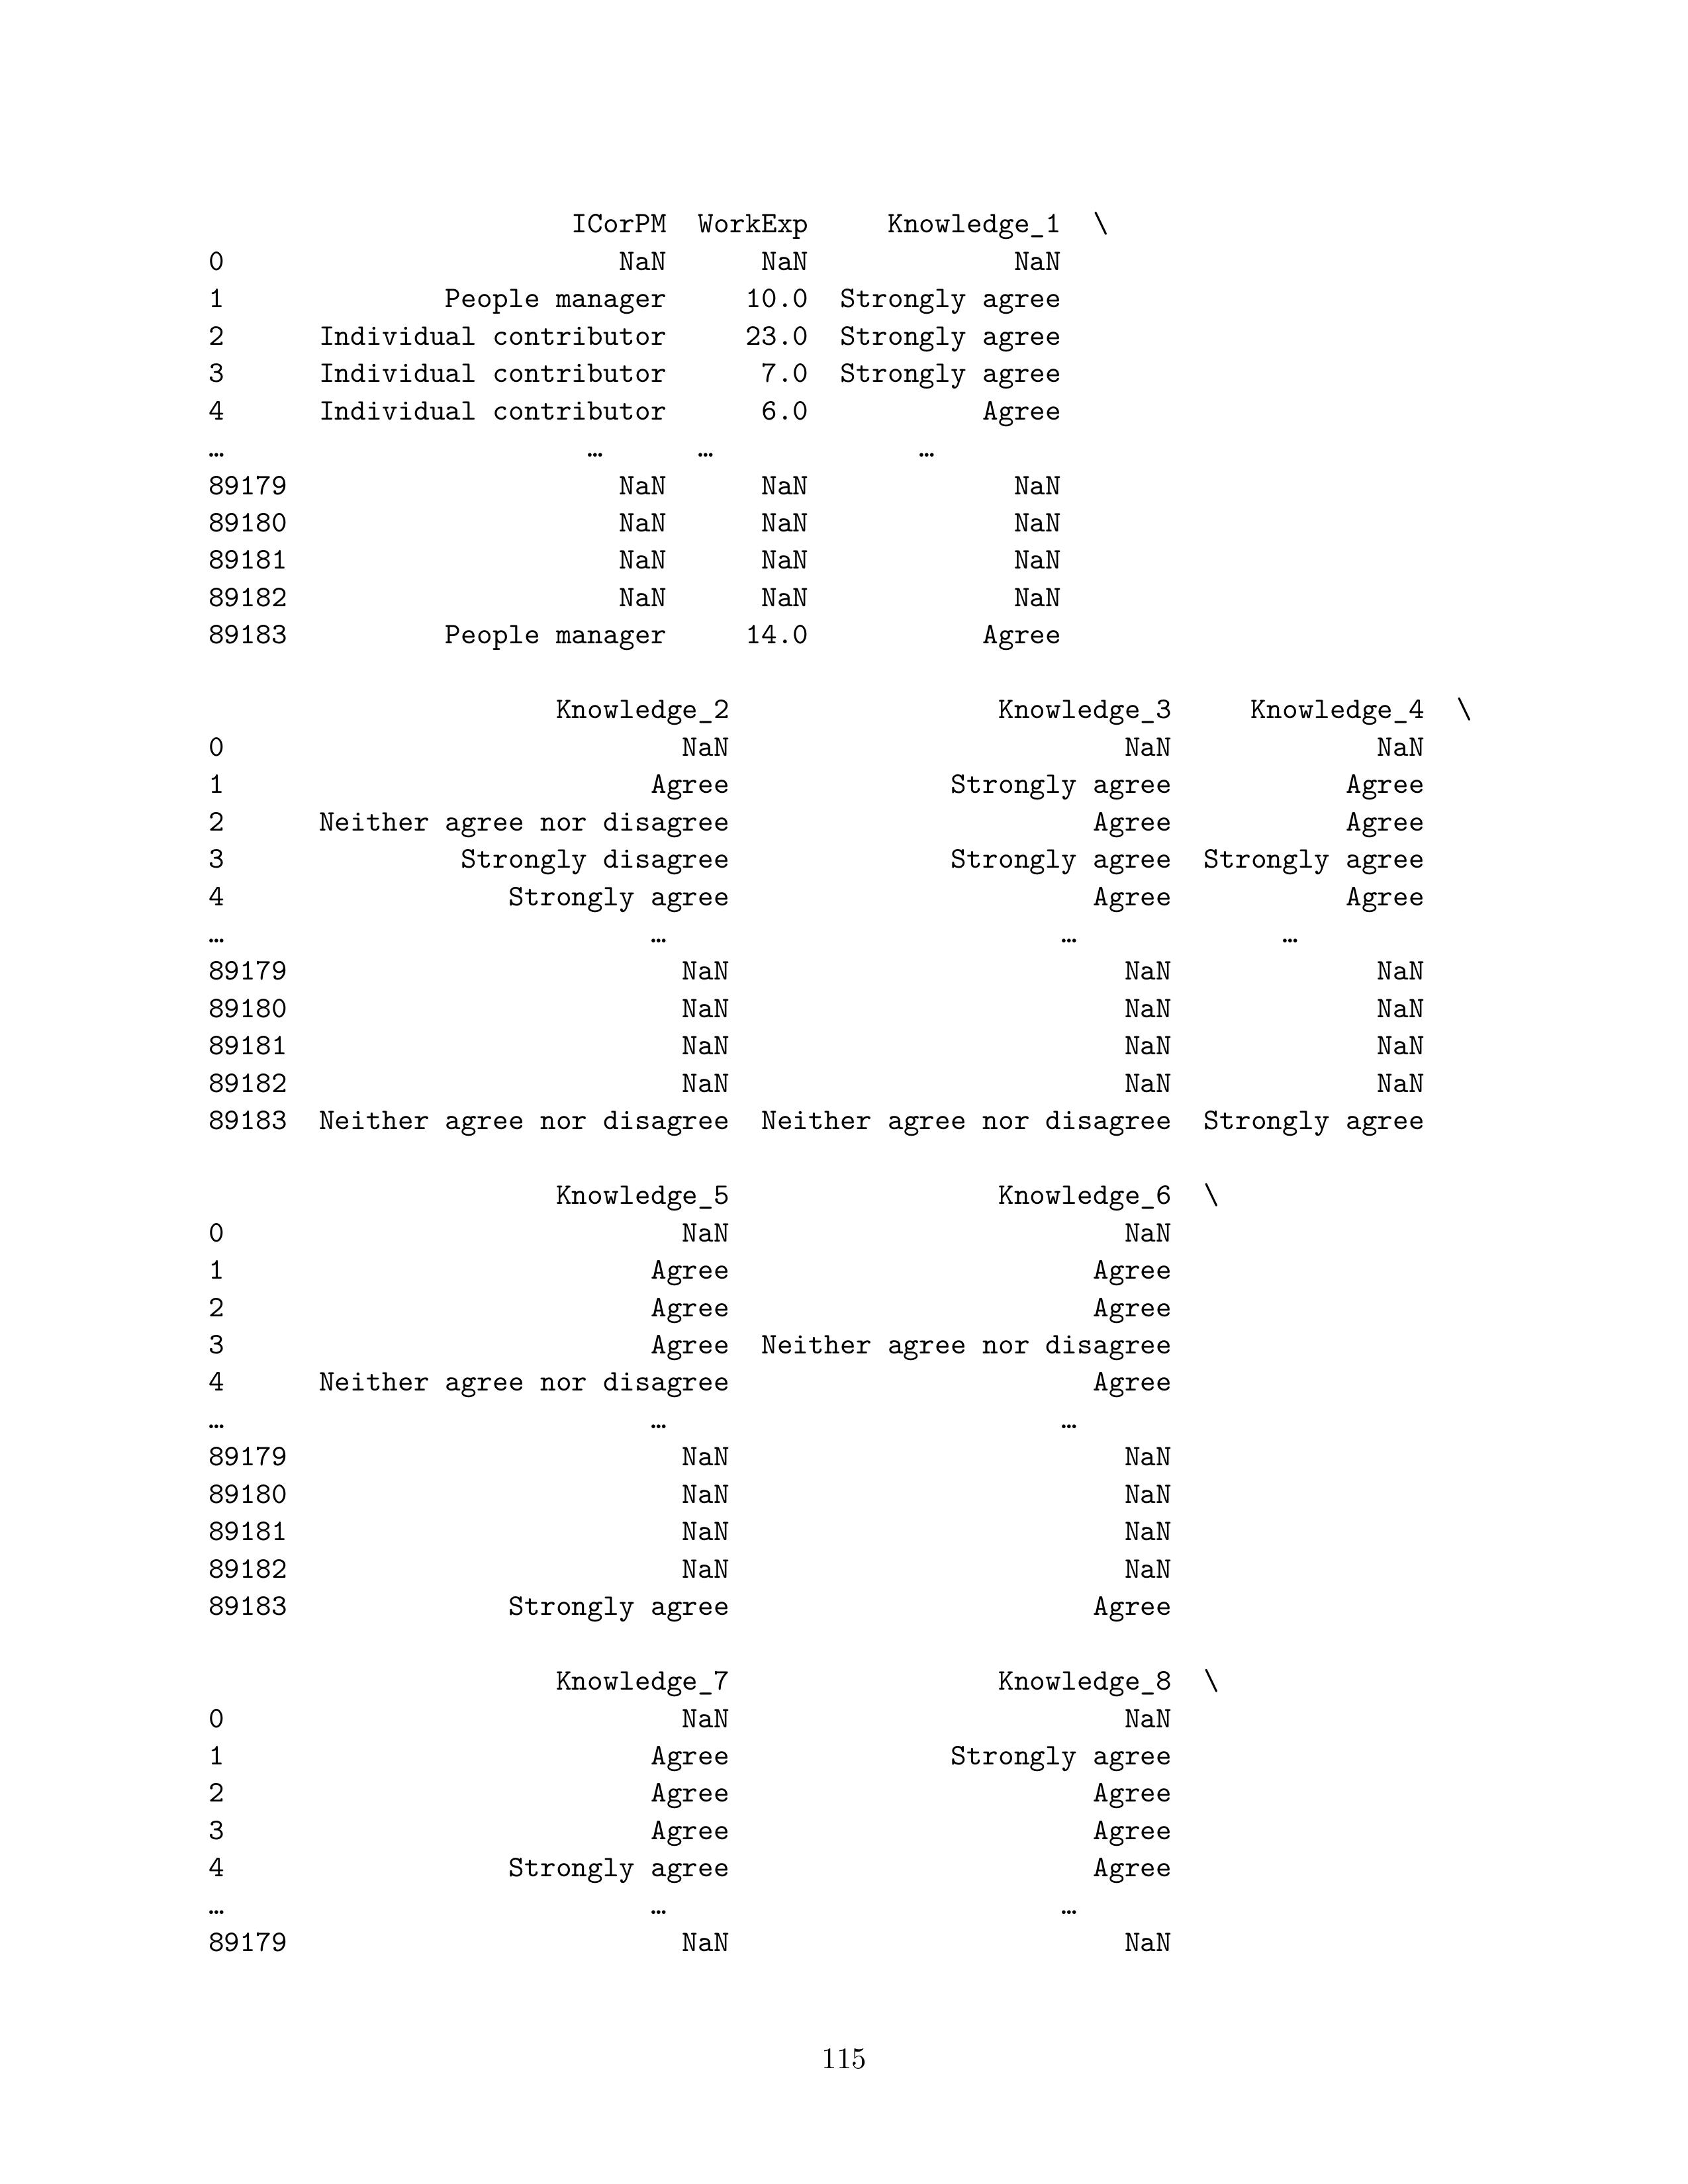 ICorPM  WorkExp     Knowledge_1  \
0                         NaN      NaN             NaN
1              People manager     10.0  Strongly agree
2      Individual contributor     23.0  Strongly agree
3      Individual contributor      7.0  Strongly agree
4      Individual contributor      6.0           Agree
…                       …      …             …
89179                     NaN      NaN             NaN
89180                     NaN      NaN             NaN
89181                     NaN      NaN             NaN
89182                     NaN      NaN             NaN
89183          People manager     14.0           Agree
Knowledge_2                 Knowledge_3     Knowledge_4  \
0                             NaN                         NaN             NaN
1                           Agree              Strongly agree           Agree
2      Neither agree nor disagree                       Agree           Agree
3               Strongly disagree              Strongly agree  Strongly agree
4                  Strongly agree                       Agree           Agree
…                           …                         …             …
89179                         NaN                         NaN             NaN
89180                         NaN                         NaN             NaN
89181                         NaN                         NaN             NaN
89182                         NaN                         NaN             NaN
89183  Neither agree nor disagree  Neither agree nor disagree  Strongly agree
Knowledge_5                 Knowledge_6  \
0                             NaN                         NaN
1                           Agree                       Agree
2                           Agree                       Agree
3                           Agree  Neither agree nor disagree
4      Neither agree nor disagree                       Agree
…                           …                         …
89179                         NaN                         NaN
89180                         NaN                         NaN
89181                         NaN                         NaN
89182                         NaN                         NaN
89183              Strongly agree                       Agree
Knowledge_7                 Knowledge_8  \
0                             NaN                         NaN
1                           Agree              Strongly agree
2                           Agree                       Agree
3                           Agree                       Agree
4                  Strongly agree                       Agree
…                           …                         …
89179                         NaN                         NaN
115